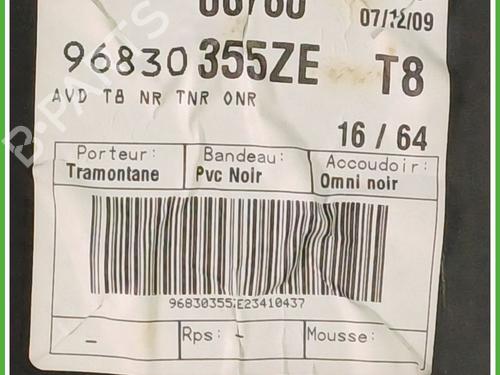 07/12/09
96830 355ZE T8
AVD T8 NR TNR ONR
16 / 64
Porteur: Bandeau: Accoudoir:
Tramontane Pvc Noir Omni noir
96830355ZE23410437
- Rps: - Mousse:
B-PARTS